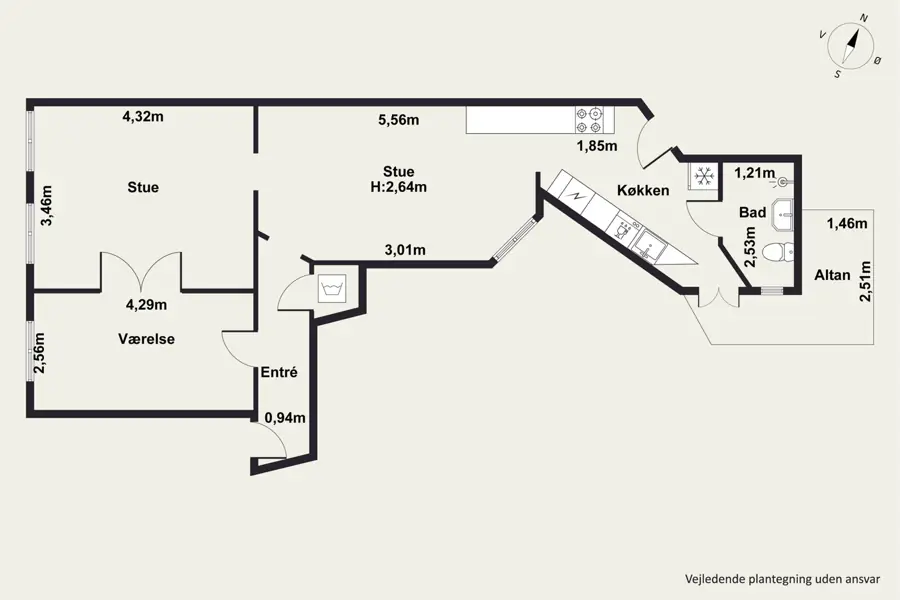 N
V
Ø
S
4,32m
5,56m
1,85m
Stue
Stue
H:2,64m
Køkken
1,21m
3,46m
Bad
1,46m
2,53m
3,01m
Altan
2,51m
4,29m
Værelse
2,56m
Entré
0,94m
Vejledende plantegning uden ansvar